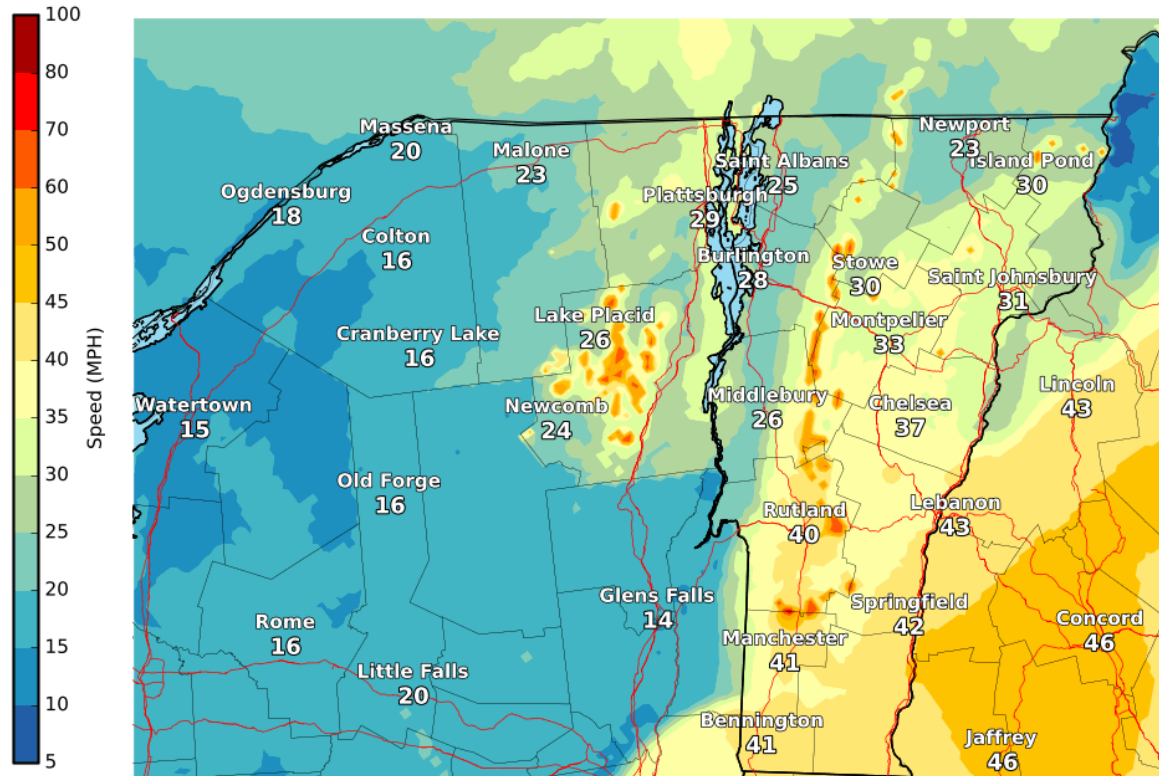 100
80
70
60
50
45
40
35
30
25
20
15
10
5
Speed (MPH)
Massena
20
Malone
23
Newport
23
Saint Albans
25
Island Pond
30
Ogdensburg
18
Plattsburgh
29
Colton
16
Burlington
28
Stowe
30
Saint Johnsbury
31
Lake Placid
26
Montpelier
33
Cranberry Lake
16
Lincoln
43
Watertown
15
Newcomb
24
Middlebury
26
Chelsea
37
Old Forge
16
Rutland
40
Lebanon
43
Glens Falls
14
Springfield
42
Rome
16
Concord
46
Manchester
41
Little Falls
20
Bennington
41
Jaffrey
46